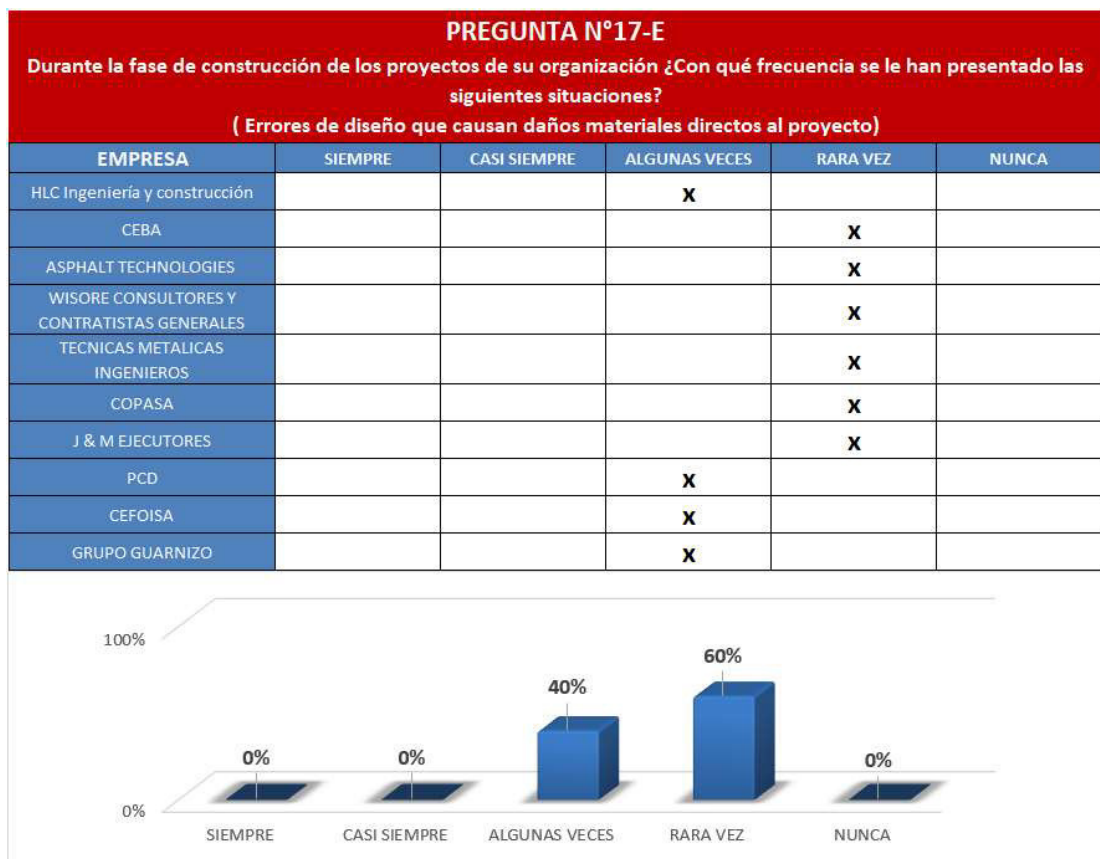 PREGUNTA N°17-E
Durante la fase de construcción de los proyectos de su organización ¿Con qué frecuencia se le han presentado las
siguientes situaciones?
( Errores de diseño que causan daños materiales directos al proyecto)
EMPRESA SIEMPRE CASI SIEMPRE ALGUNAS VECES RARA VEZ NUNCA
HLC Ingeniería y construcción X
CEBA X
ASPHALT TECHNOLOGIES X
WISORE CONSULTORES Y
CONTRATISTAS GENERALES X
TECNICAS METALICAS
INGENIEROS X
COPASA X
J & M EJECUTORES X
PCD X
CEFOISA X
GRUPO GUARNIZO X
100%
60%
40%
0% 0% 0%
0%
SIEMPRE CASI SIEMPRE ALGUNAS VECES RARA VEZ NUNCA